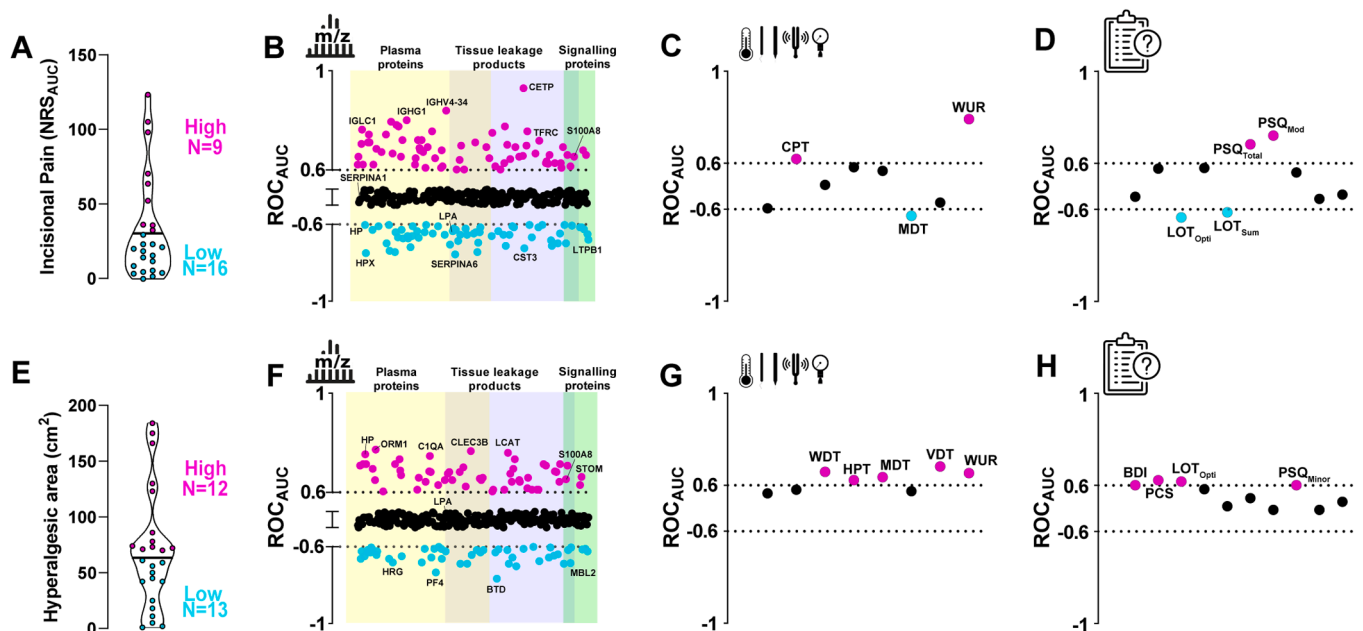 A
Incisional Pain (NRSAUC)
150
100
50
0
High
N=9
Low
N=16
B
m/z
Plasma
proteins
Tissue leakage
products
Signalling
proteins
ROCAUC
1
0.6
-0.6
-1
CETP
IGHV4-34
IGHG1
IGLC1
TFRC
S100A8
SERPINA1
LPA
HP
HPX
SERPINA6
CST3
LTPB1
C
ROCAUC
1
0.6
-0.6
-1
CPT
WUR
MDT
D
?
ROCAUC
1
0.6
-0.6
-1
PSQMod
PSQTotal
LOTOpti
LOTSum
E
Hyperalgesic area (cm2)
200
150
100
50
0
High
N=12
Low
N=13
F
m/z
Plasma
proteins
Tissue leakage
products
Signalling
proteins
ROCAUC
1
0.6
-0.6
-1
HP
ORM1
C1QA
CLEC3B
LCAT
S100A8
STOM
LPA
HRG
PF4
BTD
MBL2
G
ROCAUC
1
0.6
-0.6
-1
WDT
HPT
MDT
VDT
WUR
H
?
ROCAUC
1
0.6
-0.6
-1
BDI
PCS
LOTOpti
PSQMinor